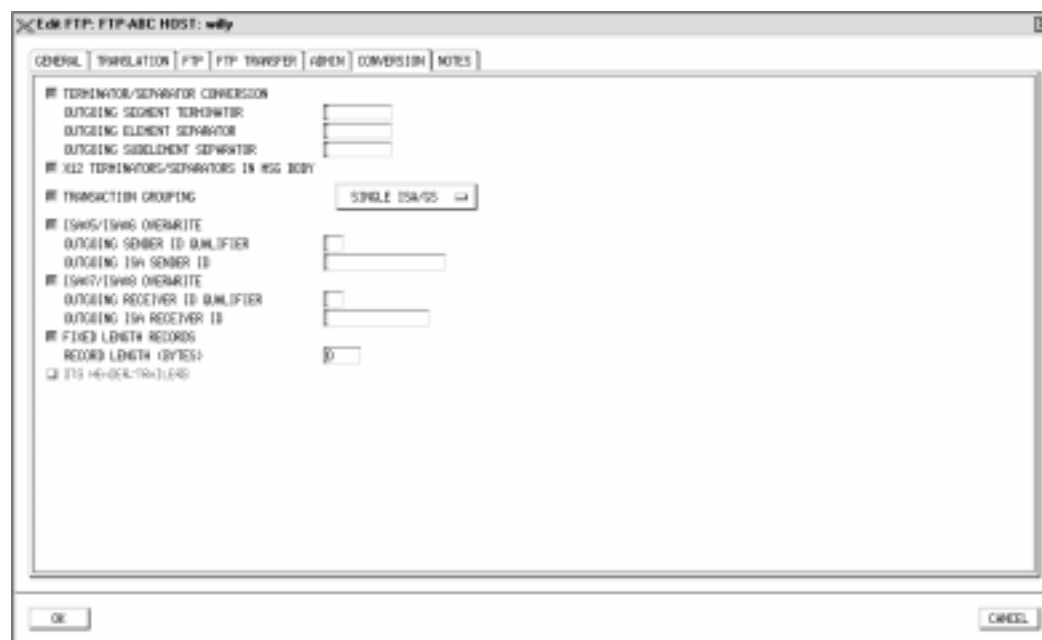 Edit FTP: FTP-ABC HOST: willy
GENERAL TRANSLATION FTP FTP TRANSFER ADMIN CONVERSION NOTES
TERMINATOR/SEPARATOR CONVERSION
OUTGOING SEGMENT TERMINATOR
OUTGOING ELEMENT SEPARATOR
OUTGOING SUBELEMENT SEPARATOR
X12 TERMINATORS/SEPARATORS IN MSG BODY
TRANSACTION GROUPING SINGLE ISA/GS
ISA05/ISA06 OVERWRITE
OUTGOING SENDER ID QUALIFIER
OUTGOING ISA SENDER ID
ISA07/ISA08 OVERWRITE
OUTGOING RECEIVER ID QUALIFIER
OUTGOING ISA RECEIVER ID
FIXED LENGTH RECORDS
RECORD LENGTH (BYTES) 0
HEADER/TRAILERS
OK CANCEL